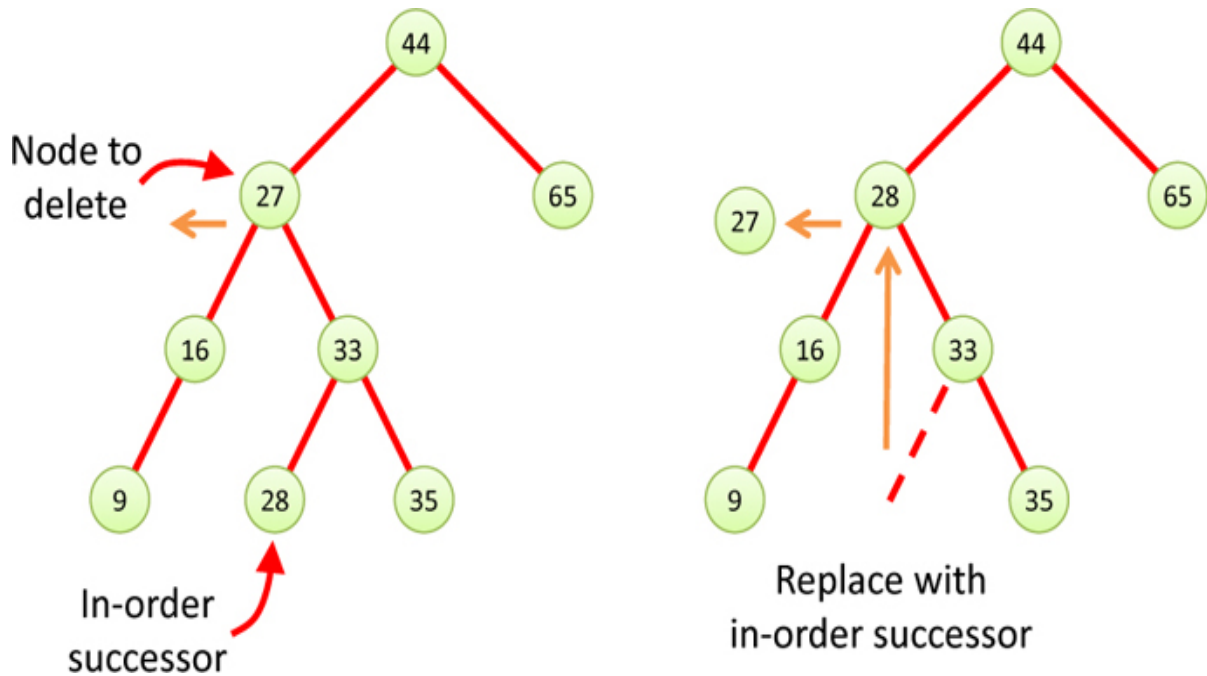 44
44
Node to
delete
27
65
27
28
65
16
33
16
33
9
28
35
9
35
In-order
successor
Replace with
in-order successor